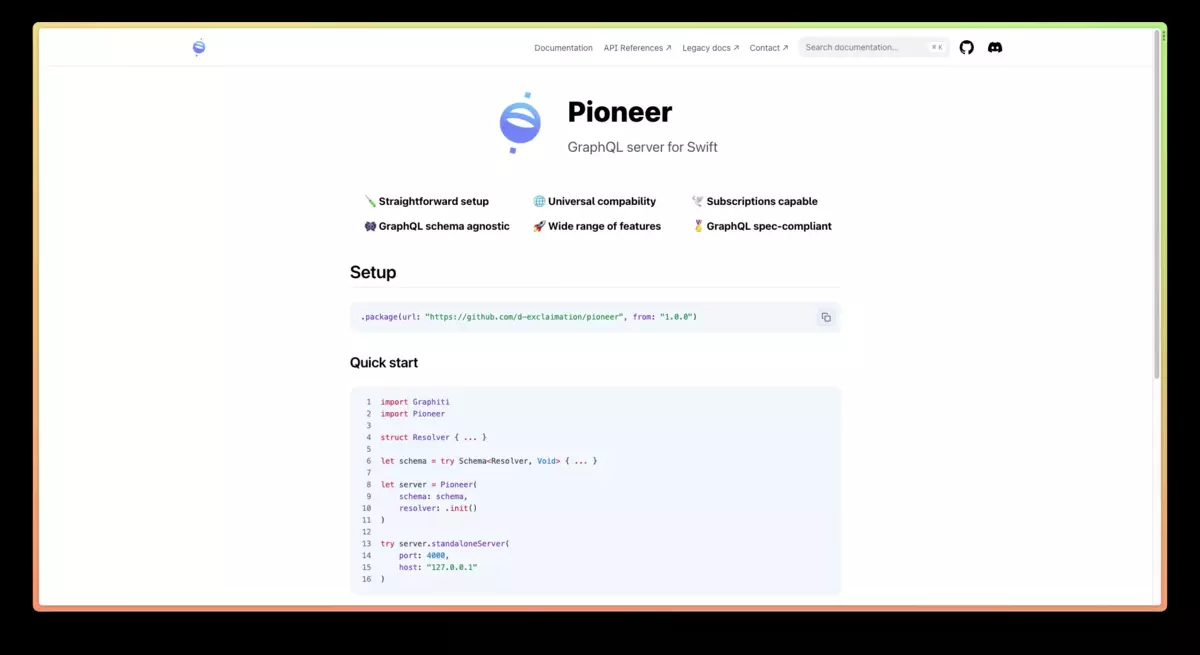 Documentation API References ↗ Legacy docs ↗ Contact ↗ Search documentation... ⌘ K
Pioneer
GraphQL server for Swift
Straightforward setup Universal compability Subscriptions capable
GraphQL schema agnostic Wide range of features GraphQL spec-compliant
Setup
.package(url: "https://github.com/d-exclaimation/pioneer", from: "1.0.0")
Quick start
1 import Graphiti
2 import Pioneer
3
4 struct Resolver { ... }
5
6 let schema = try Schema<Resolver, Void> { ... }
7
8 let server = Pioneer(
9 schema: schema,
10 resolver: .init()
11 )
12
13 try server.standaloneServer(
14 port: 4000,
15 host: "127.0.0.1"
16 )